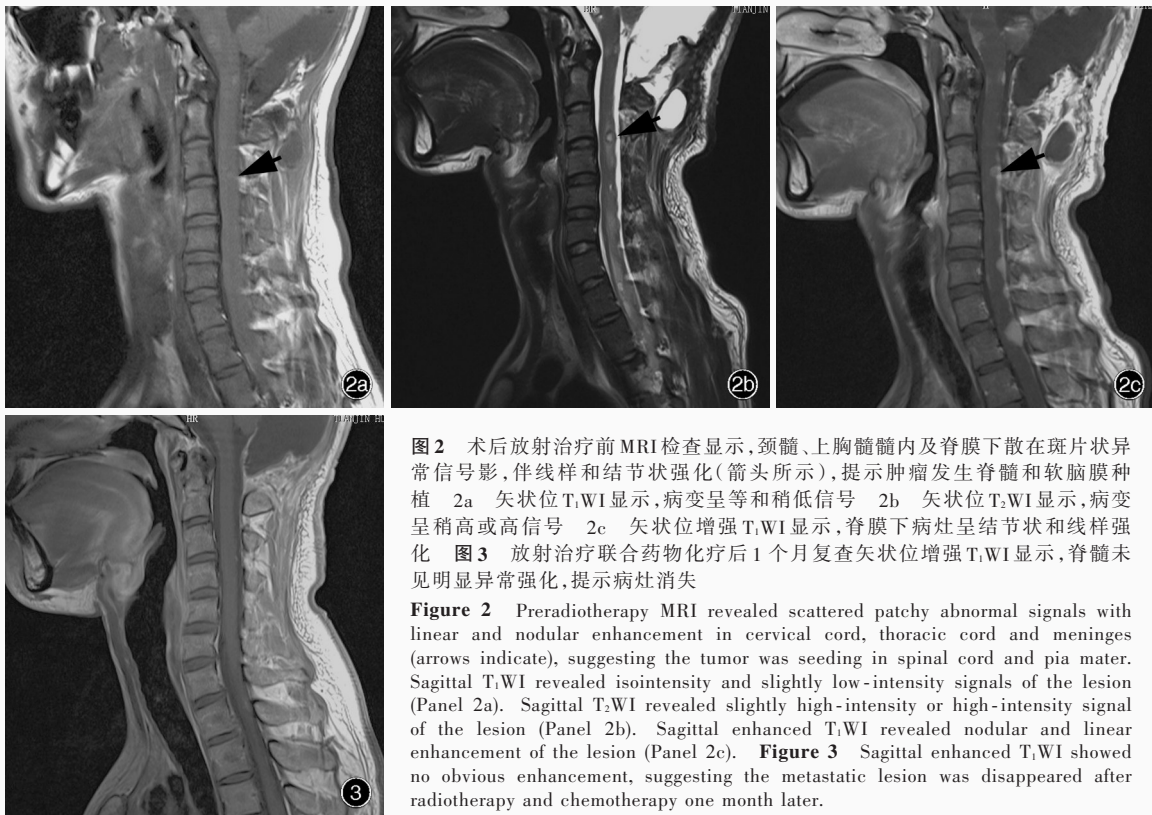 HR
TIANJIN
H
2a
2b
2c
HR
TIANJIN HU
3
图2 术后放射治疗前MRI检查显示,颈髓、上胸髓髓内及脊膜下散在斑片状异
常信号影,伴线样和结节状强化(箭头所示),提示肿瘤发生脊髓和软脑膜种
植 2a 矢状位T₁WI显示,病变呈等和稍低信号 2b 矢状位T₂WI显示,病变
呈稍高或高信号 2c 矢状位增强T₁WI显示,脊膜下病灶呈结节状和线样强
化 图3 放射治疗联合药物化疗后1个月复查矢状位增强T₁WI显示,脊髓未
见明显异常强化,提示病灶消失
Figure 2 Preradiotherapy MRI revealed scattered patchy abnormal signals with
linear and nodular enhancement in cervical cord, thoracic cord and meninges
(arrows indicate), suggesting the tumor was seeding in spinal cord and pia mater.
Sagittal T₁WI revealed isointensity and slightly low-intensity signals of the lesion
(Panel 2a). Sagittal T₂WI revealed slightly high-intensity or high-intensity signal
of the lesion (Panel 2b). Sagittal enhanced T₁WI revealed nodular and linear
enhancement of the lesion (Panel 2c). Figure 3 Sagittal enhanced T₁WI showed
no obvious enhancement, suggesting the metastatic lesion was disappeared after
radiotherapy and chemotherapy one month later.